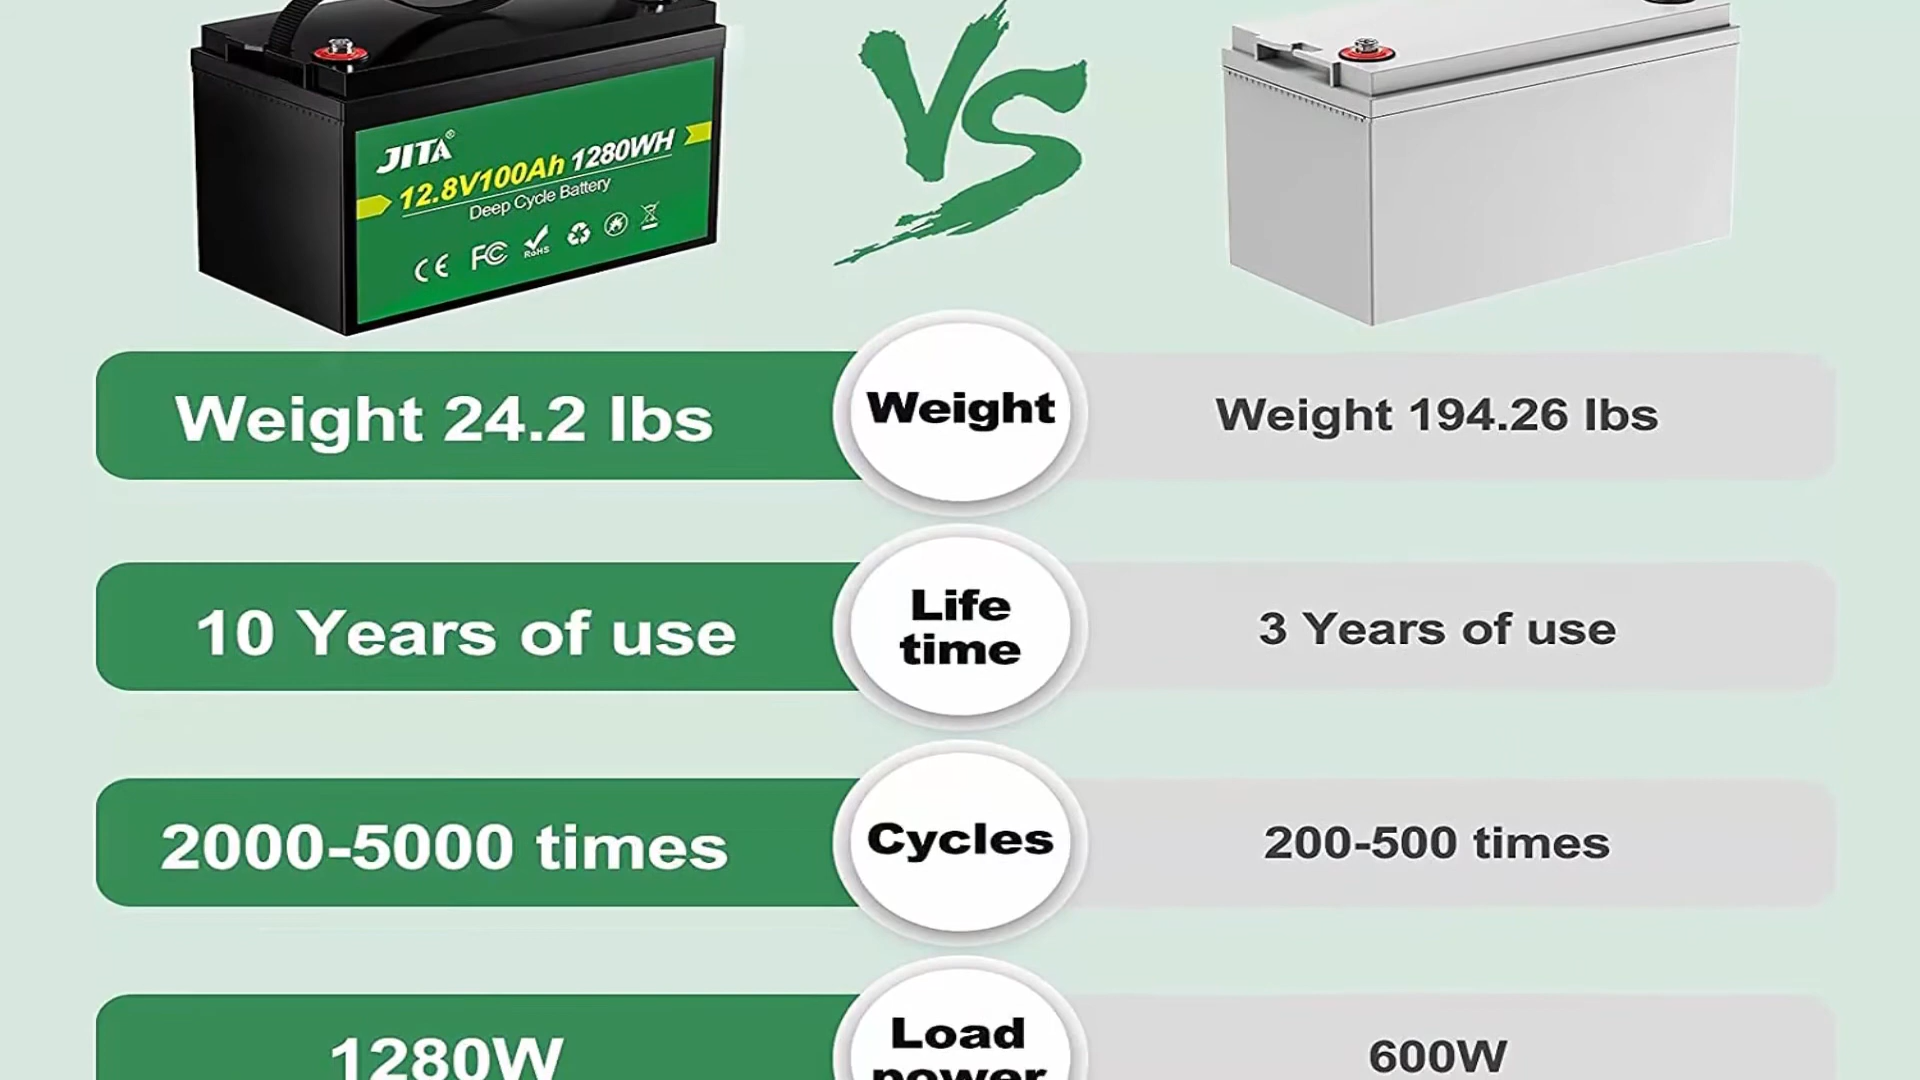 JITA®
12.8V100Ah 1280WH
Deep Cycle Battery
CE FC RoHS
VS
Weight 24.2 lbs
Weight
Weight 194.26 lbs
10 Years of use
Life
time
3 Years of use
2000-5000 times
Cycles
200-500 times
1280W
Load
power
600W